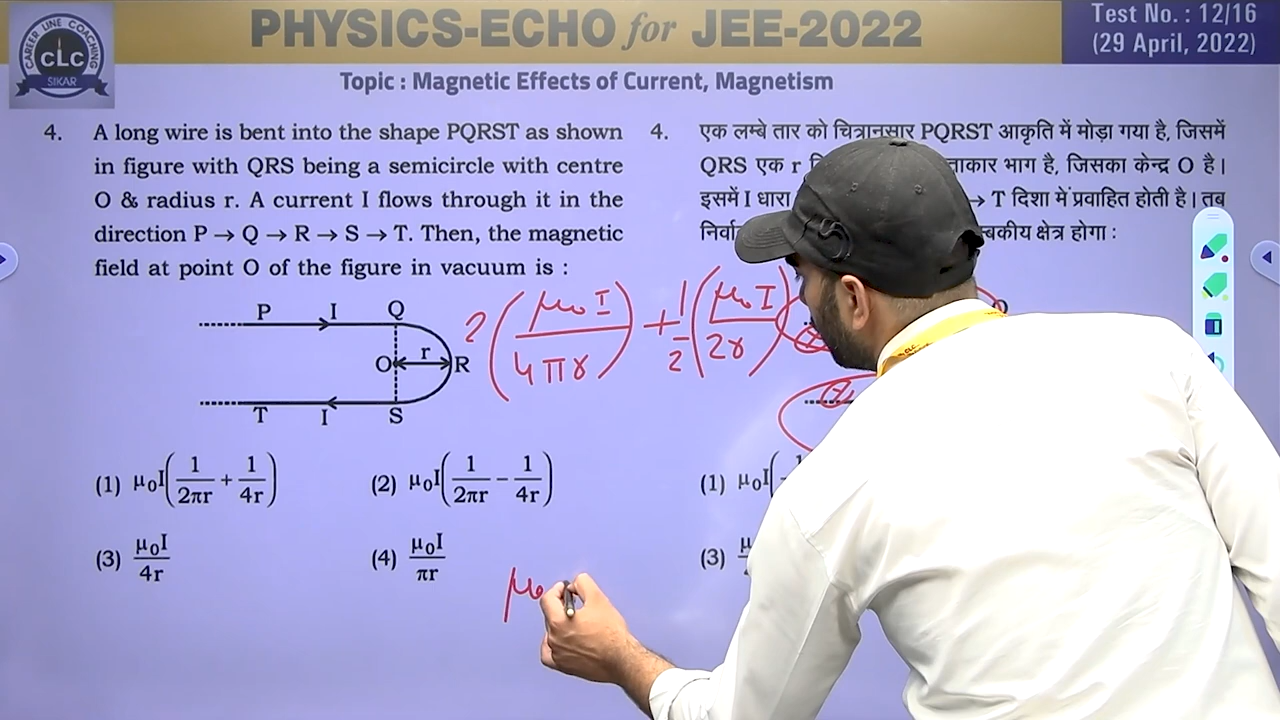 PHYSICS-ECHO for JEE-2022
Test No. : 12/16
(29 April, 2022)
CAREER LINE COACHING
CLC
SIKAR
Topic : Magnetic Effects of Current, Magnetism
4. A long wire is bent into the shape PQRST as shown
in figure with QRS being a semicircle with centre
O & radius r. A current I flows through it in the
direction P → Q → R → S → T. Then, the magnetic
field at point O of the figure in vacuum is :
P I Q
O r R
T I S
2(μ₀I/4πr) + 1/2(μ₀I/2r)
(1) μ₀I(1/2πr + 1/4r)
(2) μ₀I(1/2πr − 1/4r)
(3) μ₀I/4r
(4) μ₀I/πr
μ₀
4. एक लम्बे तार को चित्रानुसार PQRST आकृति में मोड़ा गया है, जिसमें
QRS एक r भाग है, जिसका केन्द्र O है।
इसमें I धारा → T दिशा में प्रवाहित होती है। तब
क्षेत्र होगा :
(1) μ₀I(
(3)